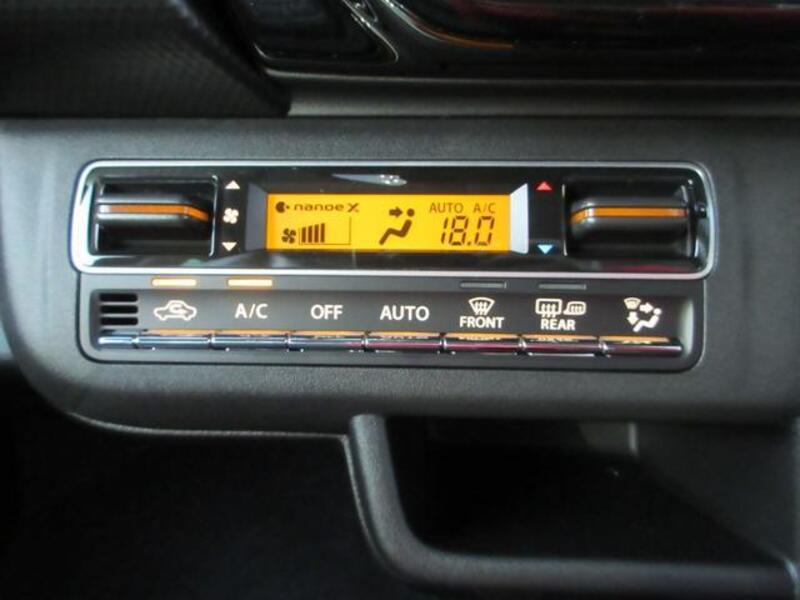 nanoe X AUTO A/C
18.0
A/C OFF AUTO FRONT REAR